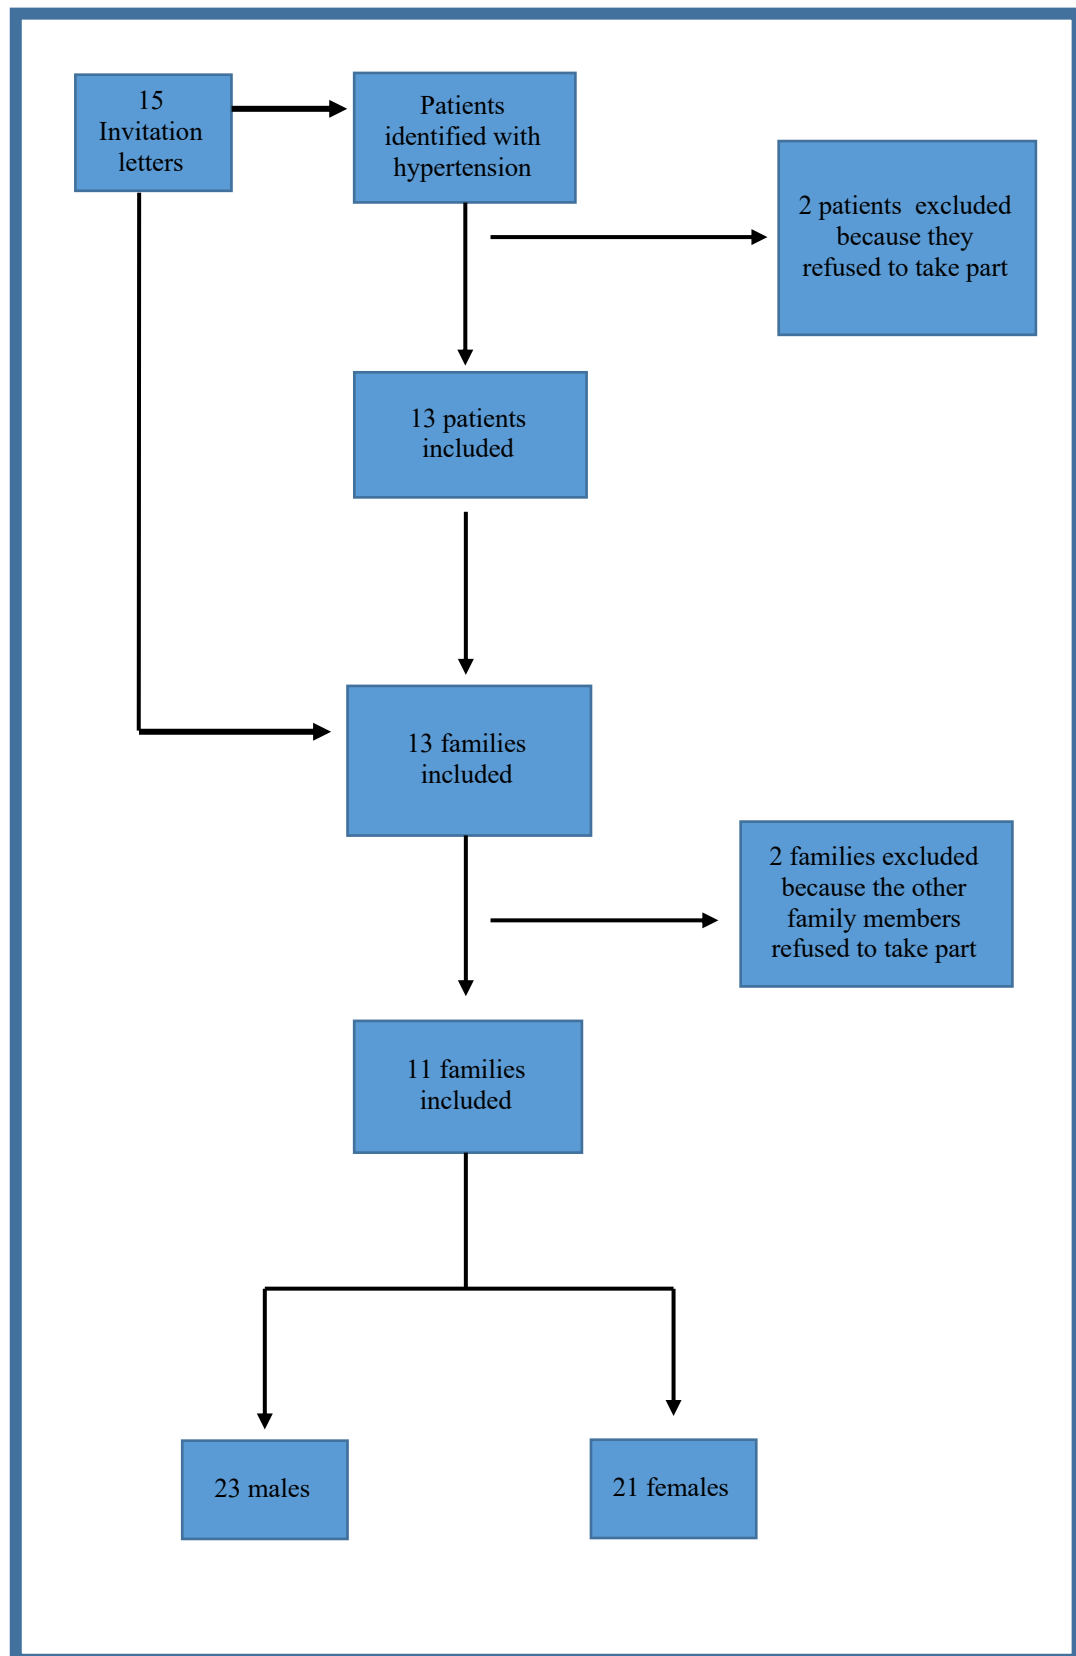 15
Invitation
letters
Patients
identified with
hypertension
2 patients  excluded
because they
refused to take part
13 patients
included
13 families
included
2 families excluded
because the other
family members
refused to take part
11 families
included
23 males
21 females